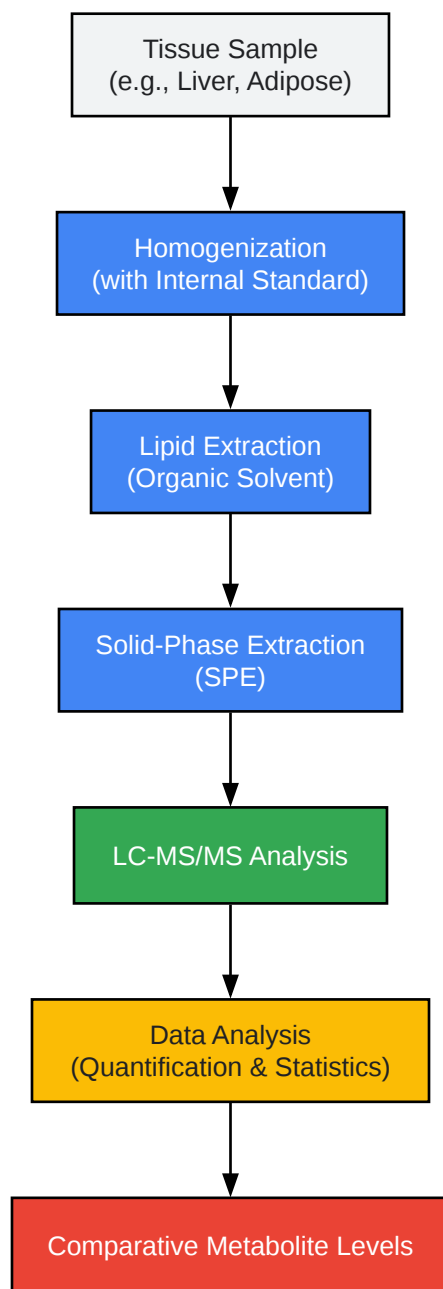 Tissue Sample
(e.g., Liver, Adipose)
Homogenization
(with Internal Standard)
Lipid Extraction
(Organic Solvent)
Solid-Phase Extraction
(SPE)
LC-MS/MS Analysis
Data Analysis
(Quantification & Statistics)
Comparative Metabolite Levels